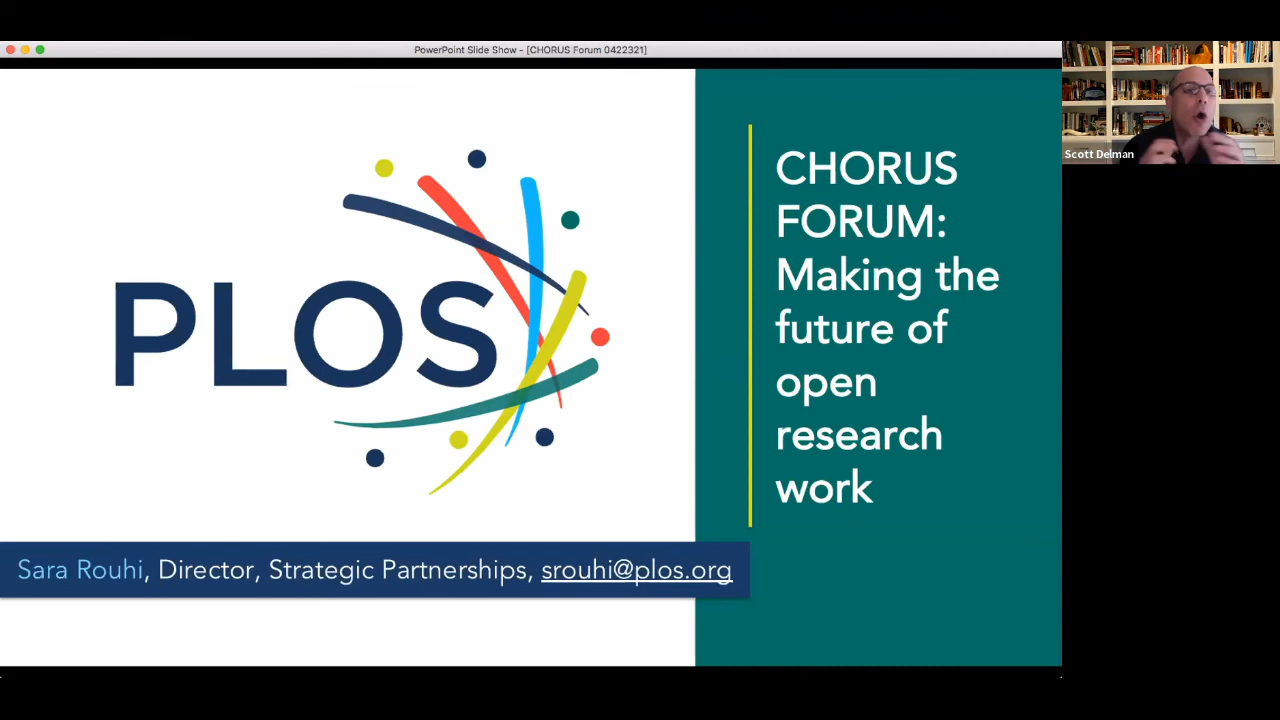 PowerPoint Slide Show - [CHORUS Forum 0422321]
Scott Delman
PLOS
CHORUS
FORUM:
Making the
future of
open
research
work
Sara Rouhi, Director, Strategic Partnerships, srouhi@plos.org